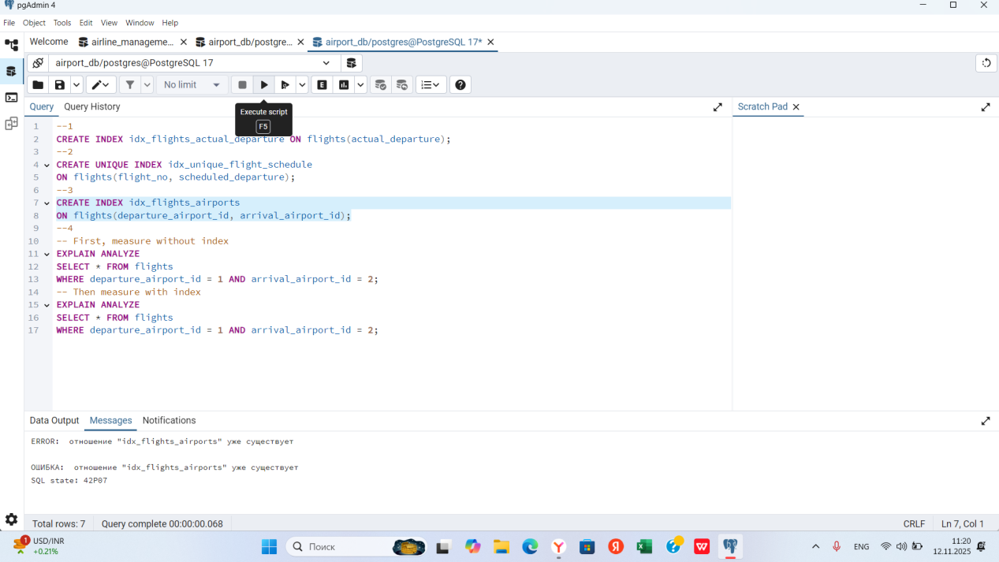 pgAdmin 4
File Object Tools Edit View Window Help
Welcome airline_manageme... airport_db/postgre... airport_db/postgres@PostgreSQL 17*
airport_db/postgres@PostgreSQL 17
No limit
E
Query Query History
Execute script
F5
Scratch Pad
1 --1
2 CREATE INDEX idx_flights_actual_departure ON flights(actual_departure);
3 --2
4 CREATE UNIQUE INDEX idx_unique_flight_schedule
5 ON flights(flight_no, scheduled_departure);
6 --3
7 CREATE INDEX idx_flights_airports
8 ON flights(departure_airport_id, arrival_airport_id);
9 --4
10 -- First, measure without index
11 EXPLAIN ANALYZE
12 SELECT * FROM flights
13 WHERE departure_airport_id = 1 AND arrival_airport_id = 2;
14 -- Then measure with index
15 EXPLAIN ANALYZE
16 SELECT * FROM flights
17 WHERE departure_airport_id = 1 AND arrival_airport_id = 2;
Data Output Messages Notifications
ERROR: отношение "idx_flights_airports" уже существует
ОШИБКА: отношение "idx_flights_airports" уже существует
SQL state: 42P07
Total rows: 7 Query complete 00:00:00.068 CRLF Ln 7, Col 1
1 USD/INR
+0.21%
Поиск
ENG
11:20
12.11.2025